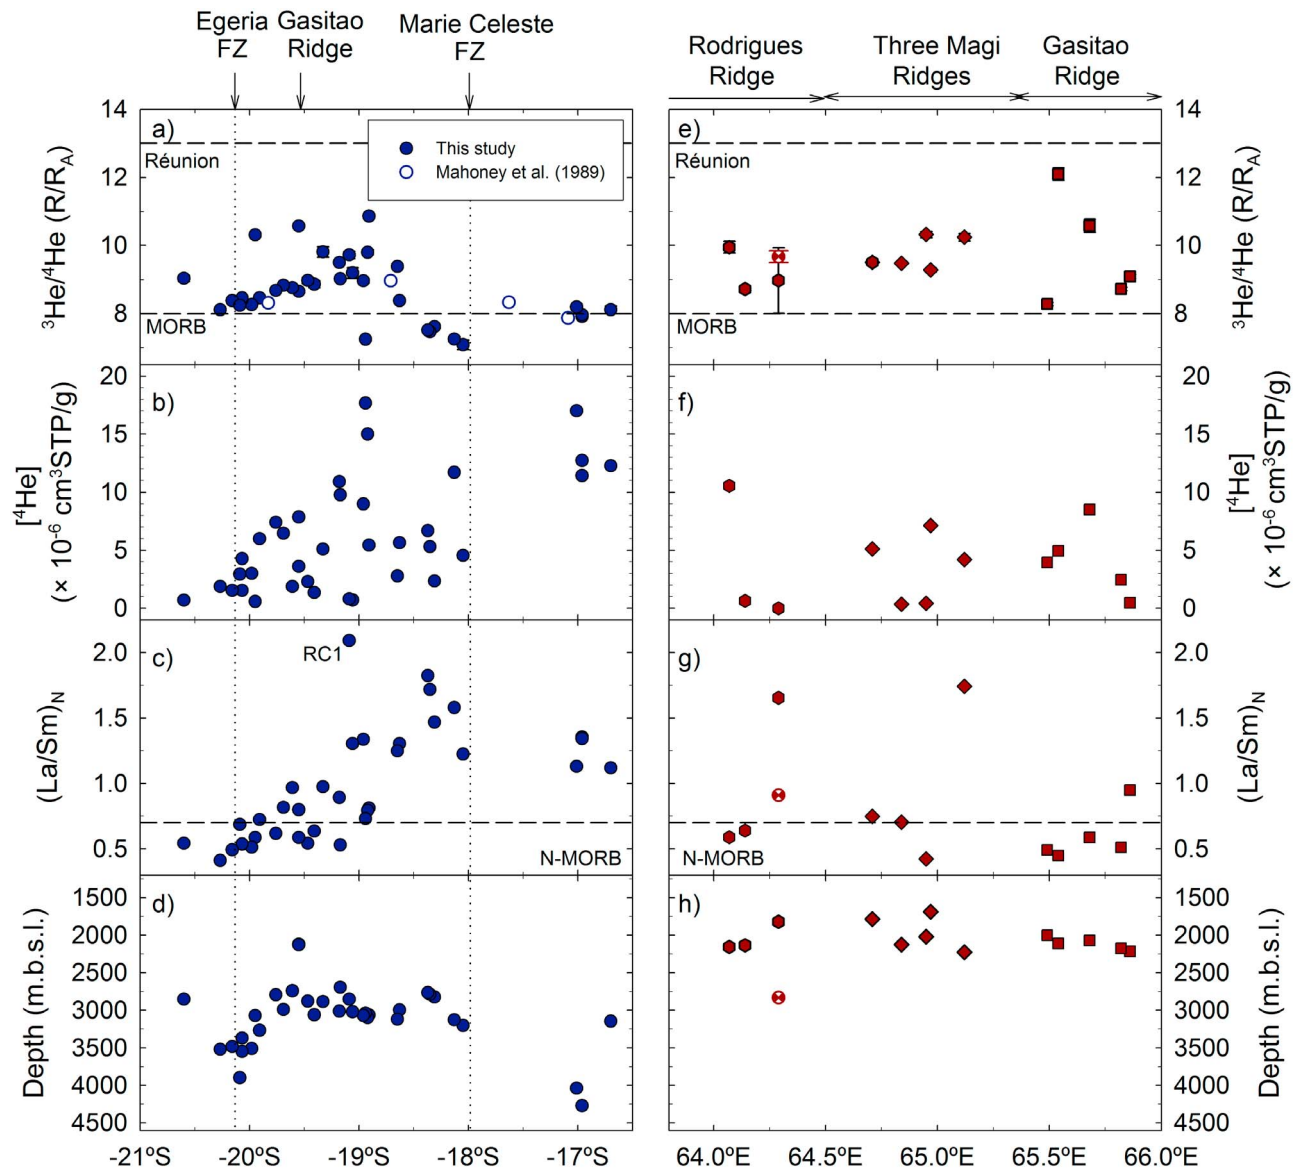 Egeria
FZ
Gasitao
Ridge
Marie Celeste
FZ
Rodrigues
Ridge
Three Magi
Ridges
Gasitao
Ridge
³He/⁴He (R/R_A)
14
12
10
8
a)
Réunion
MORB
This study
Mahoney et al. (1989)
e)
Réunion
MORB
14
12
10
8
³He/⁴He (R/R_A)
[⁴He]
(× 10⁻⁶ cm³STP/g)
20
15
10
5
0
b)
f)
20
15
10
5
0
[⁴He]
(× 10⁻⁶ cm³STP/g)
(La/Sm)_N
2.0
1.5
1.0
0.5
c)
RC1
N-MORB
g)
N-MORB
2.0
1.5
1.0
0.5
(La/Sm)_N
Depth (m.b.s.l.)
1500
2000
2500
3000
3500
4000
4500
d)
h)
1500
2000
2500
3000
3500
4000
4500
Depth (m.b.s.l.)
-21°S -20°S -19°S -18°S -17°S
64.0°E 64.5°E 65.0°E 65.5°E 66.0°E